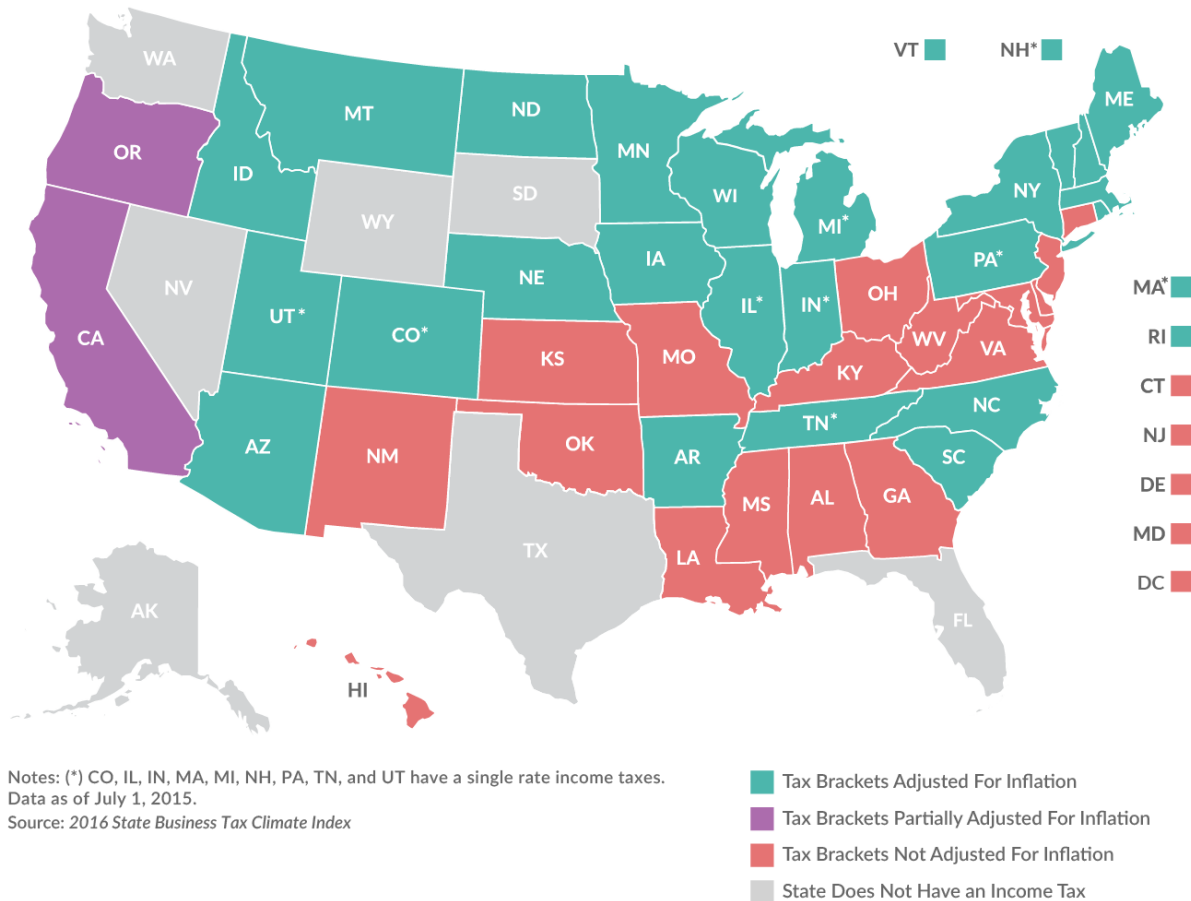 WA
VT
NH*
ME
MT
ND
MN
OR
ID
SD
WI
NY
WY
MI*
NE
IA
PA*
NV
UT*
CO*
IL*
IN*
OH
MA*
RI
CA
KS
MO
KY
WV
VA
CT
AZ
NM
OK
AR
TN*
NC
SC
NJ
DE
MD
DC
MS
AL
GA
LA
TX
AK
FL
HI
Notes: (*) CO, IL, IN, MA, MI, NH, PA, TN, and UT have a single rate income taxes.
Data as of July 1, 2015.
Source: 2016 State Business Tax Climate Index
Tax Brackets Adjusted For Inflation
Tax Brackets Partially Adjusted For Inflation
Tax Brackets Not Adjusted For Inflation
State Does Not Have an Income Tax